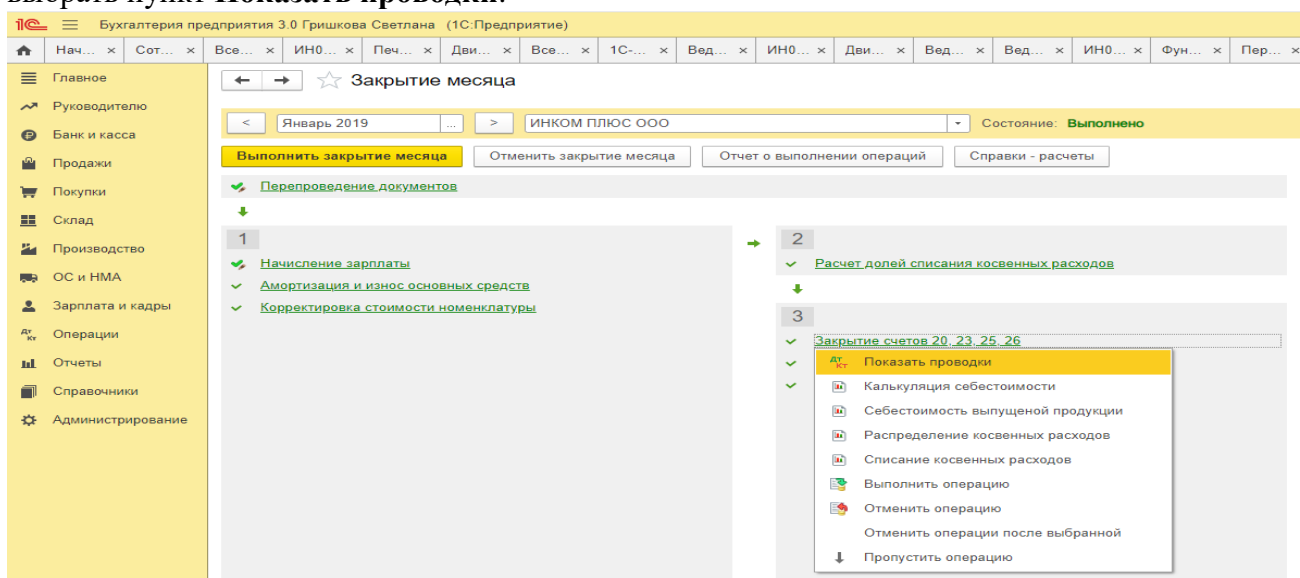 выбрать пункт Показать проводки.
1С Бухгалтерия предприятия 3.0 Гришкова Светлана (1С:Предприятие)
Нач... × Сот... × Все... × ИН0... × Печ... × Дви... × Все... × 1С-... × Вед... × ИН0... × Дви... × Вед... × Вед... × ИН0... × Фун... × Пер... ×
Главное
Руководителю
Банк и касса
Продажи
Покупки
Склад
Производство
ОС и НМА
Зарплата и кадры
Операции
Отчеты
Справочники
Администрирование
Закрытие месяца
< Январь 2019 ... > ИНКОМ ПЛЮС ООО Состояние: Выполнено
Выполнить закрытие месяца Отменить закрытие месяца Отчет о выполнении операций Справки - расчеты
Перепроведение документов
1
Начисление зарплаты
Амортизация и износ основных средств
Корректировка стоимости номенклатуры
2
Расчет долей списания косвенных расходов
3
Закрытие счетов 20, 23, 25, 26
Дт Кт Показать проводки
Калькуляция себестоимости
Себестоимость выпущеной продукции
Распределение косвенных расходов
Списание косвенных расходов
Выполнить операцию
Отменить операцию
Отменить операции после выбранной
Пропустить операцию